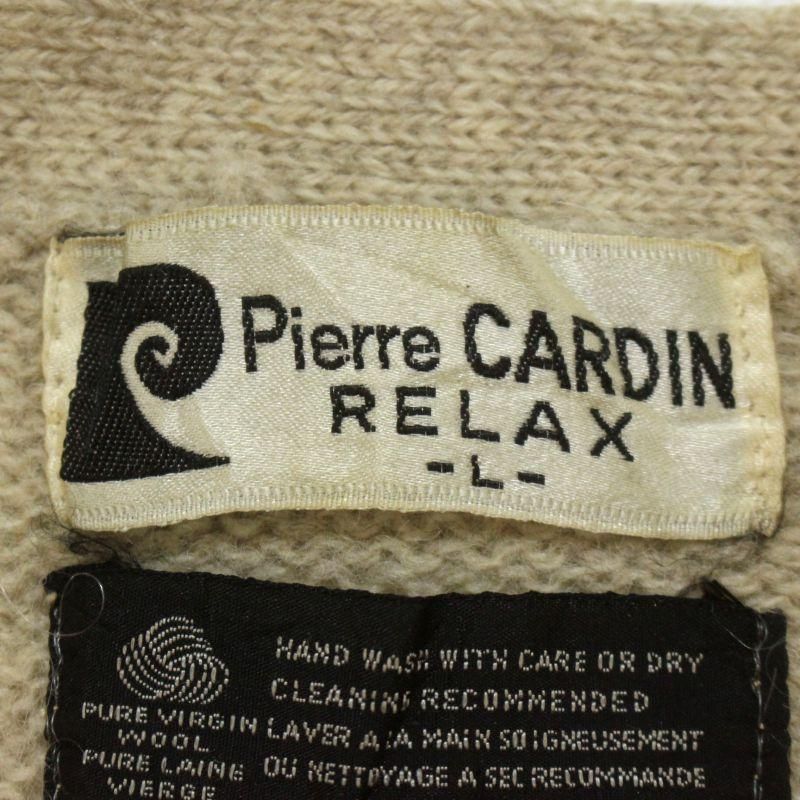 Pierre CARDIN
RELAX
-L-
HAND WASH WITH CARE OR DRY
CLEANING RECOMMENDED
LAVER A LA MAIN SOIGNEUSEMENT
OU NETTOYAGE A SEC RECOMMANDE
PURE VIRGIN
WOOL
PURE LAINE
VIERGE